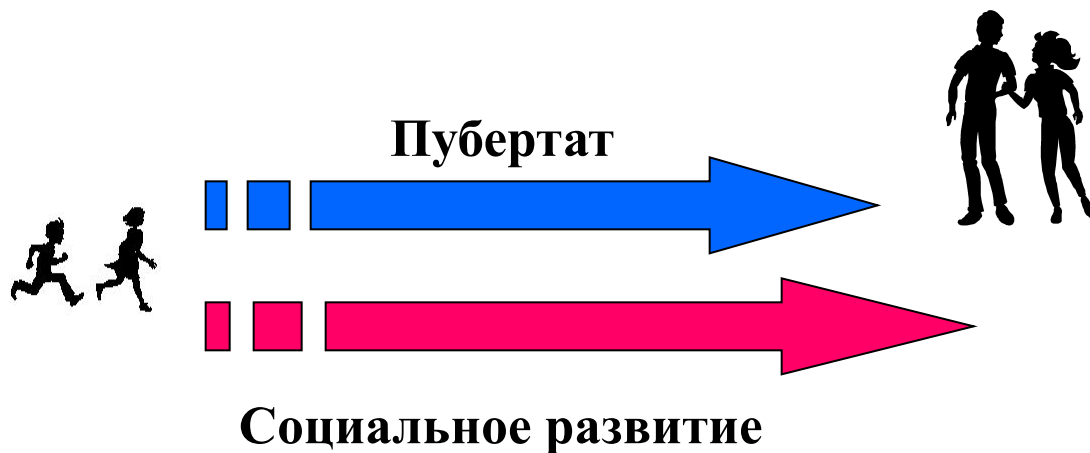 Пубертат
Социальное развитие